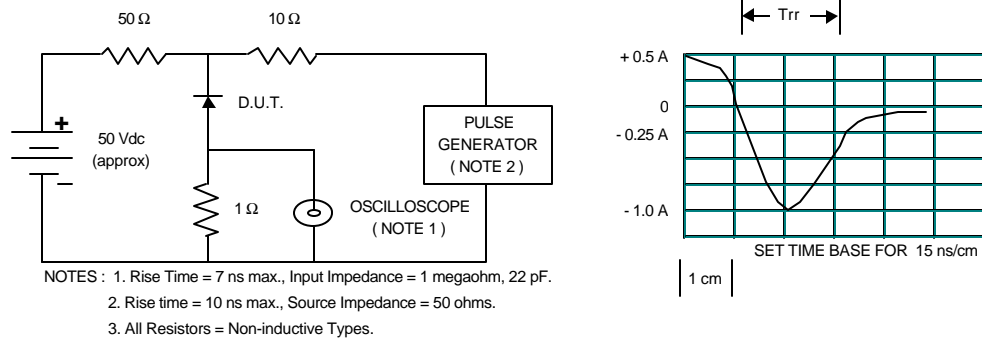 50 Ω
10 Ω
D.U.T.
+
50 Vdc
(approx)
−
1 Ω
OSCILLOSCOPE
( NOTE 1 )
PULSE
GENERATOR
( NOTE 2 )
NOTES : 1. Rise Time = 7 ns max., Input Impedance = 1 megaohm, 22 pF.
2. Rise time = 10 ns max., Source Impedance = 50 ohms.
3. All Resistors = Non-inductive Types.
Trr
+ 0.5 A
0
- 0.25 A
- 1.0 A
SET TIME BASE FOR 15 ns/cm
1 cm